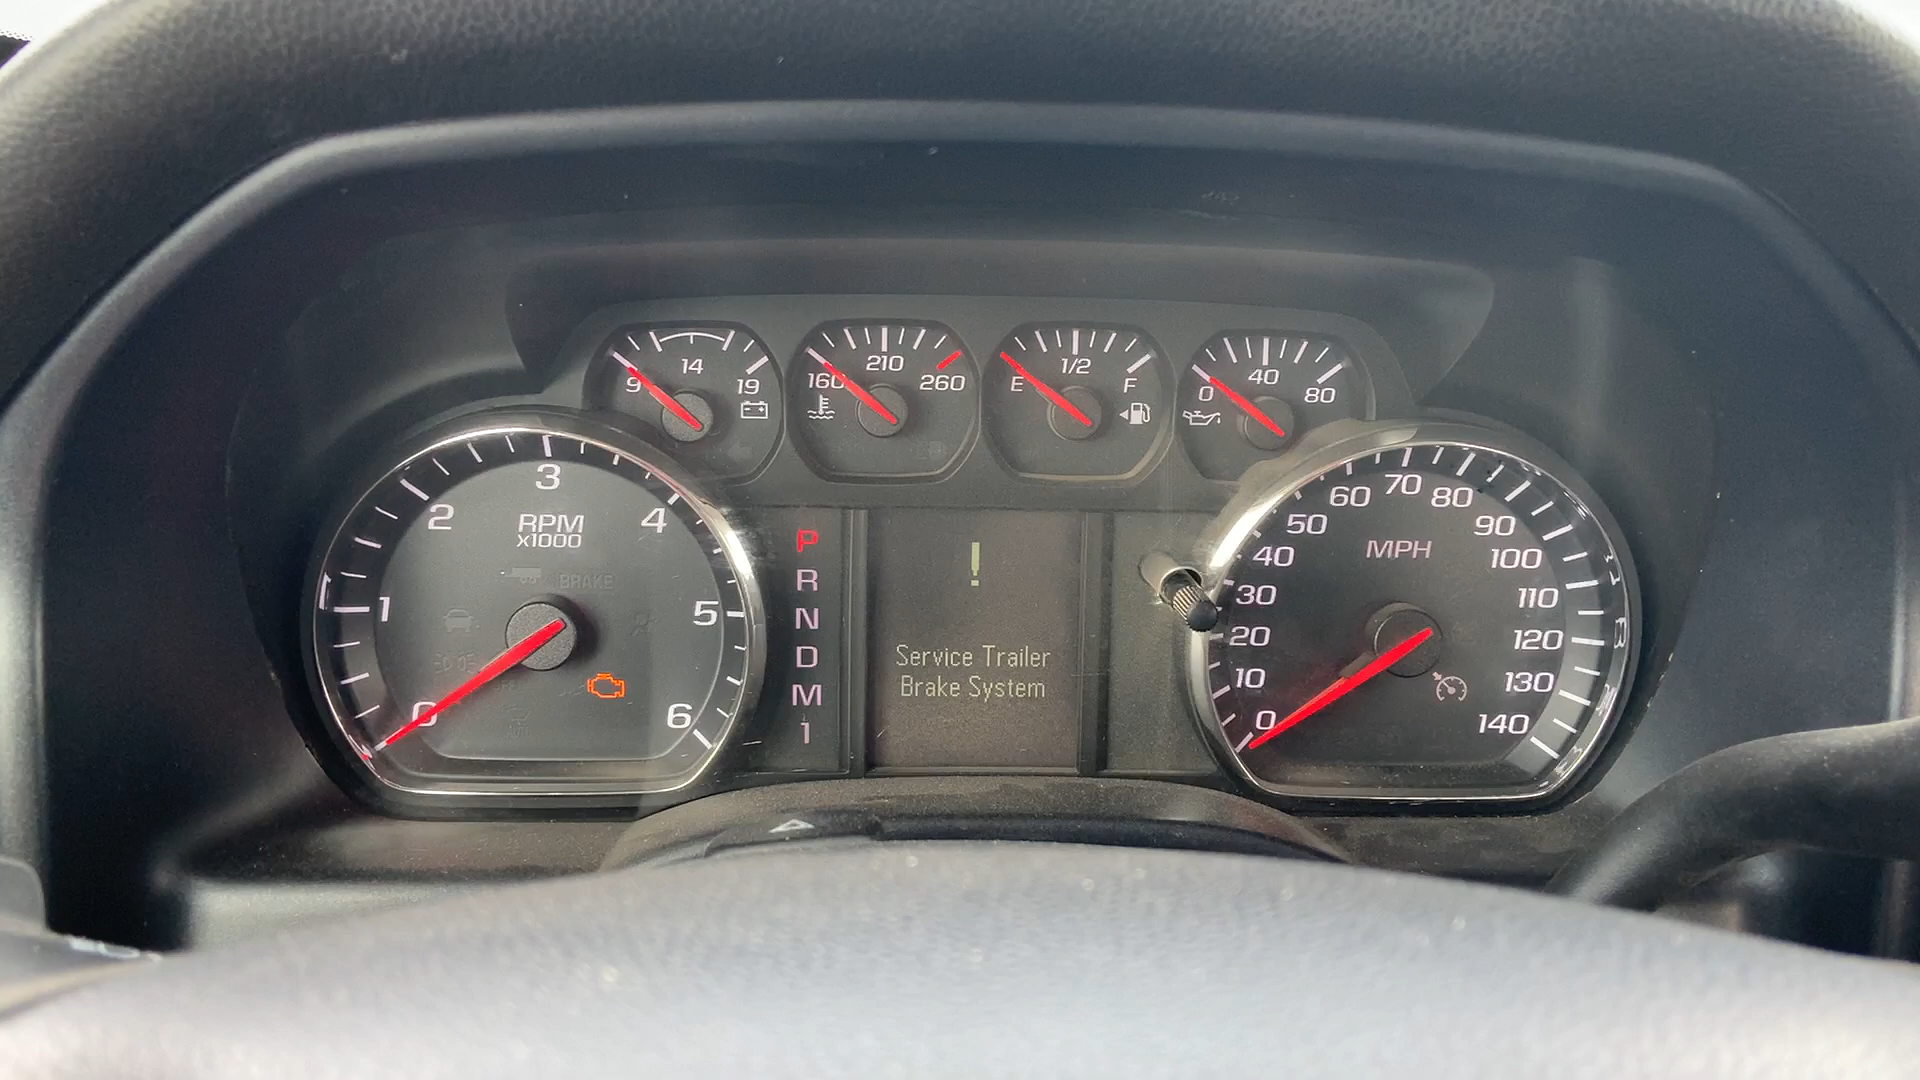 14
9 19
210
160 260
1/2
E F
40
0 80
3
2 4
RPM
x1000
BRAKE
1 5
0 6
P
R
N
D
M
1
!
Service Trailer
Brake System
70
60 80
50 90
MPH
40 100
30 110
20 120
10 130
0 140